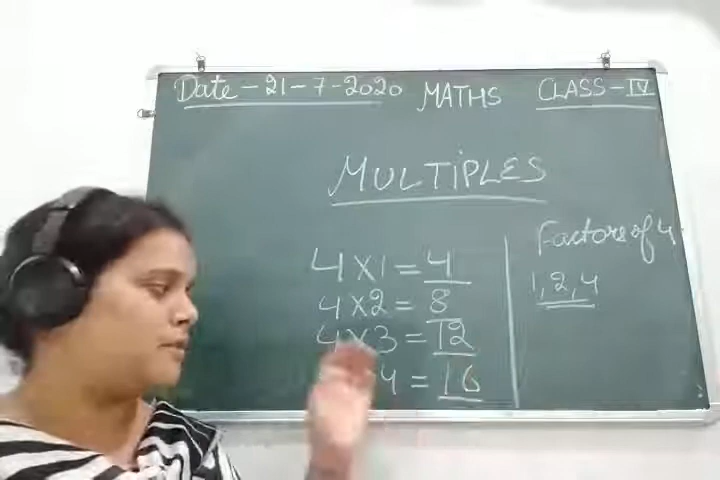 Date - 21 - 7 - 2020 MATHS CLASS - IV
MULTIPLES
4 X 1 = 4
4 X 2 = 8
4 X 3 = 12
4 = 16
Factors of 4
1, 2, 4